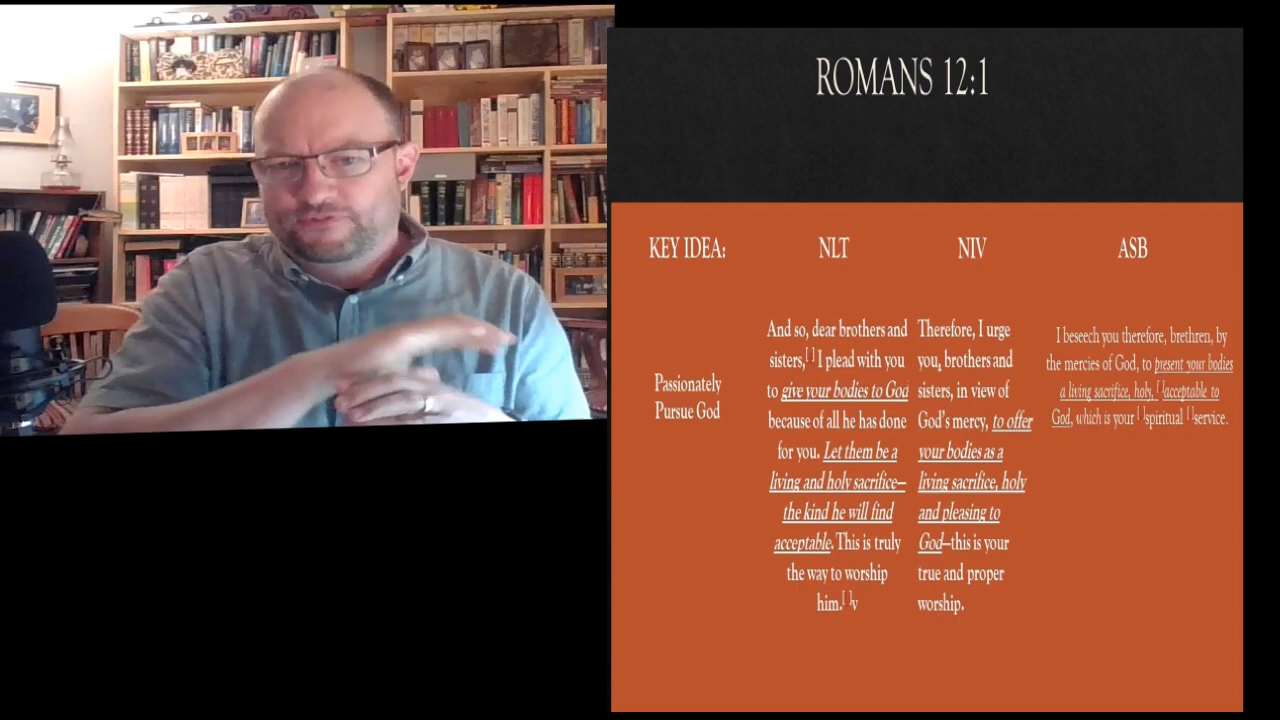 ROMANS 12:1
KEY IDEA:
NLT
NIV
ASB
Passionately
Pursue God
And so, dear brothers and
sisters,[ ] I plead with you
to give your bodies to God
because of all he has done
for you. Let them be a
living and holy sacrifice—
the kind he will find
acceptable. This is truly
the way to worship
him.[ ]v
Therefore, I urge
you, brothers and
sisters, in view of
God's mercy, to offer
your bodies as a
living sacrifice, holy
and pleasing to
God—this is your
true and proper
worship.
I beseech you therefore, brethren, by
the mercies of God, to present your bodies
a living sacrifice, holy, [ ]acceptable to
God, which is your [ ]spiritual [ ]service.